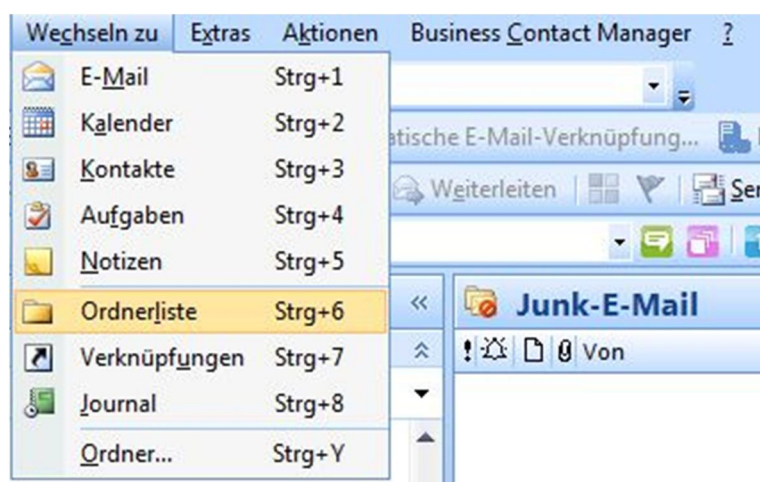 Wechseln zu Extras Aktionen Business Contact Manager ?
E-Mail Strg+1
Kalender Strg+2
Kontakte Strg+3
Aufgaben Strg+4
Notizen Strg+5
Ordnerliste Strg+6
Verknüpfungen Strg+7
Journal Strg+8
Ordner... Strg+Y
E-Mail-Verknüpfung...
Weiterleiten
Junk-E-Mail
Von